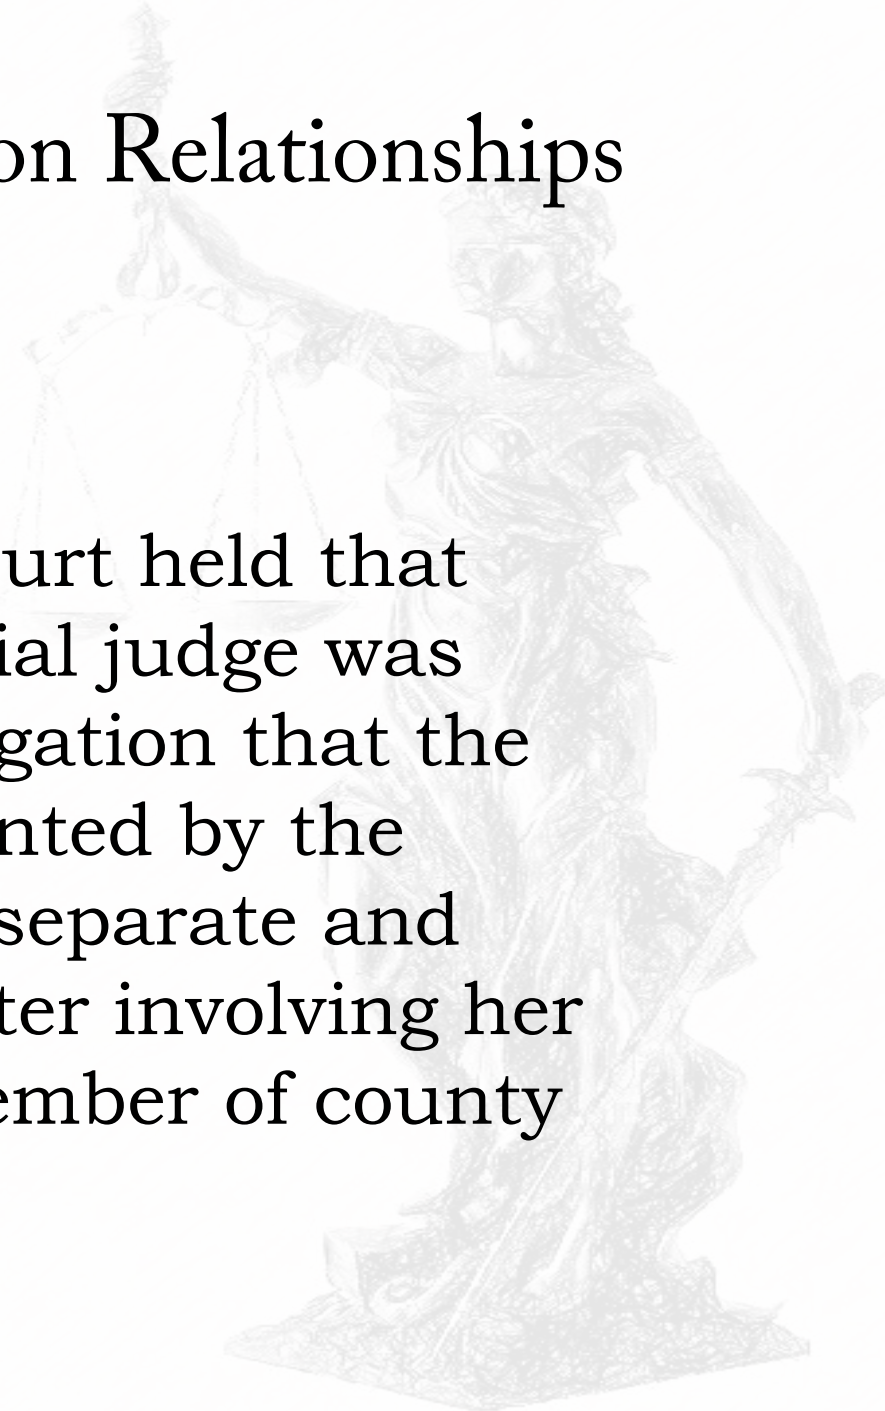 on Relationships
urt held that
ial judge was
gation that the
nted by the
separate and
ter involving her
ember of county